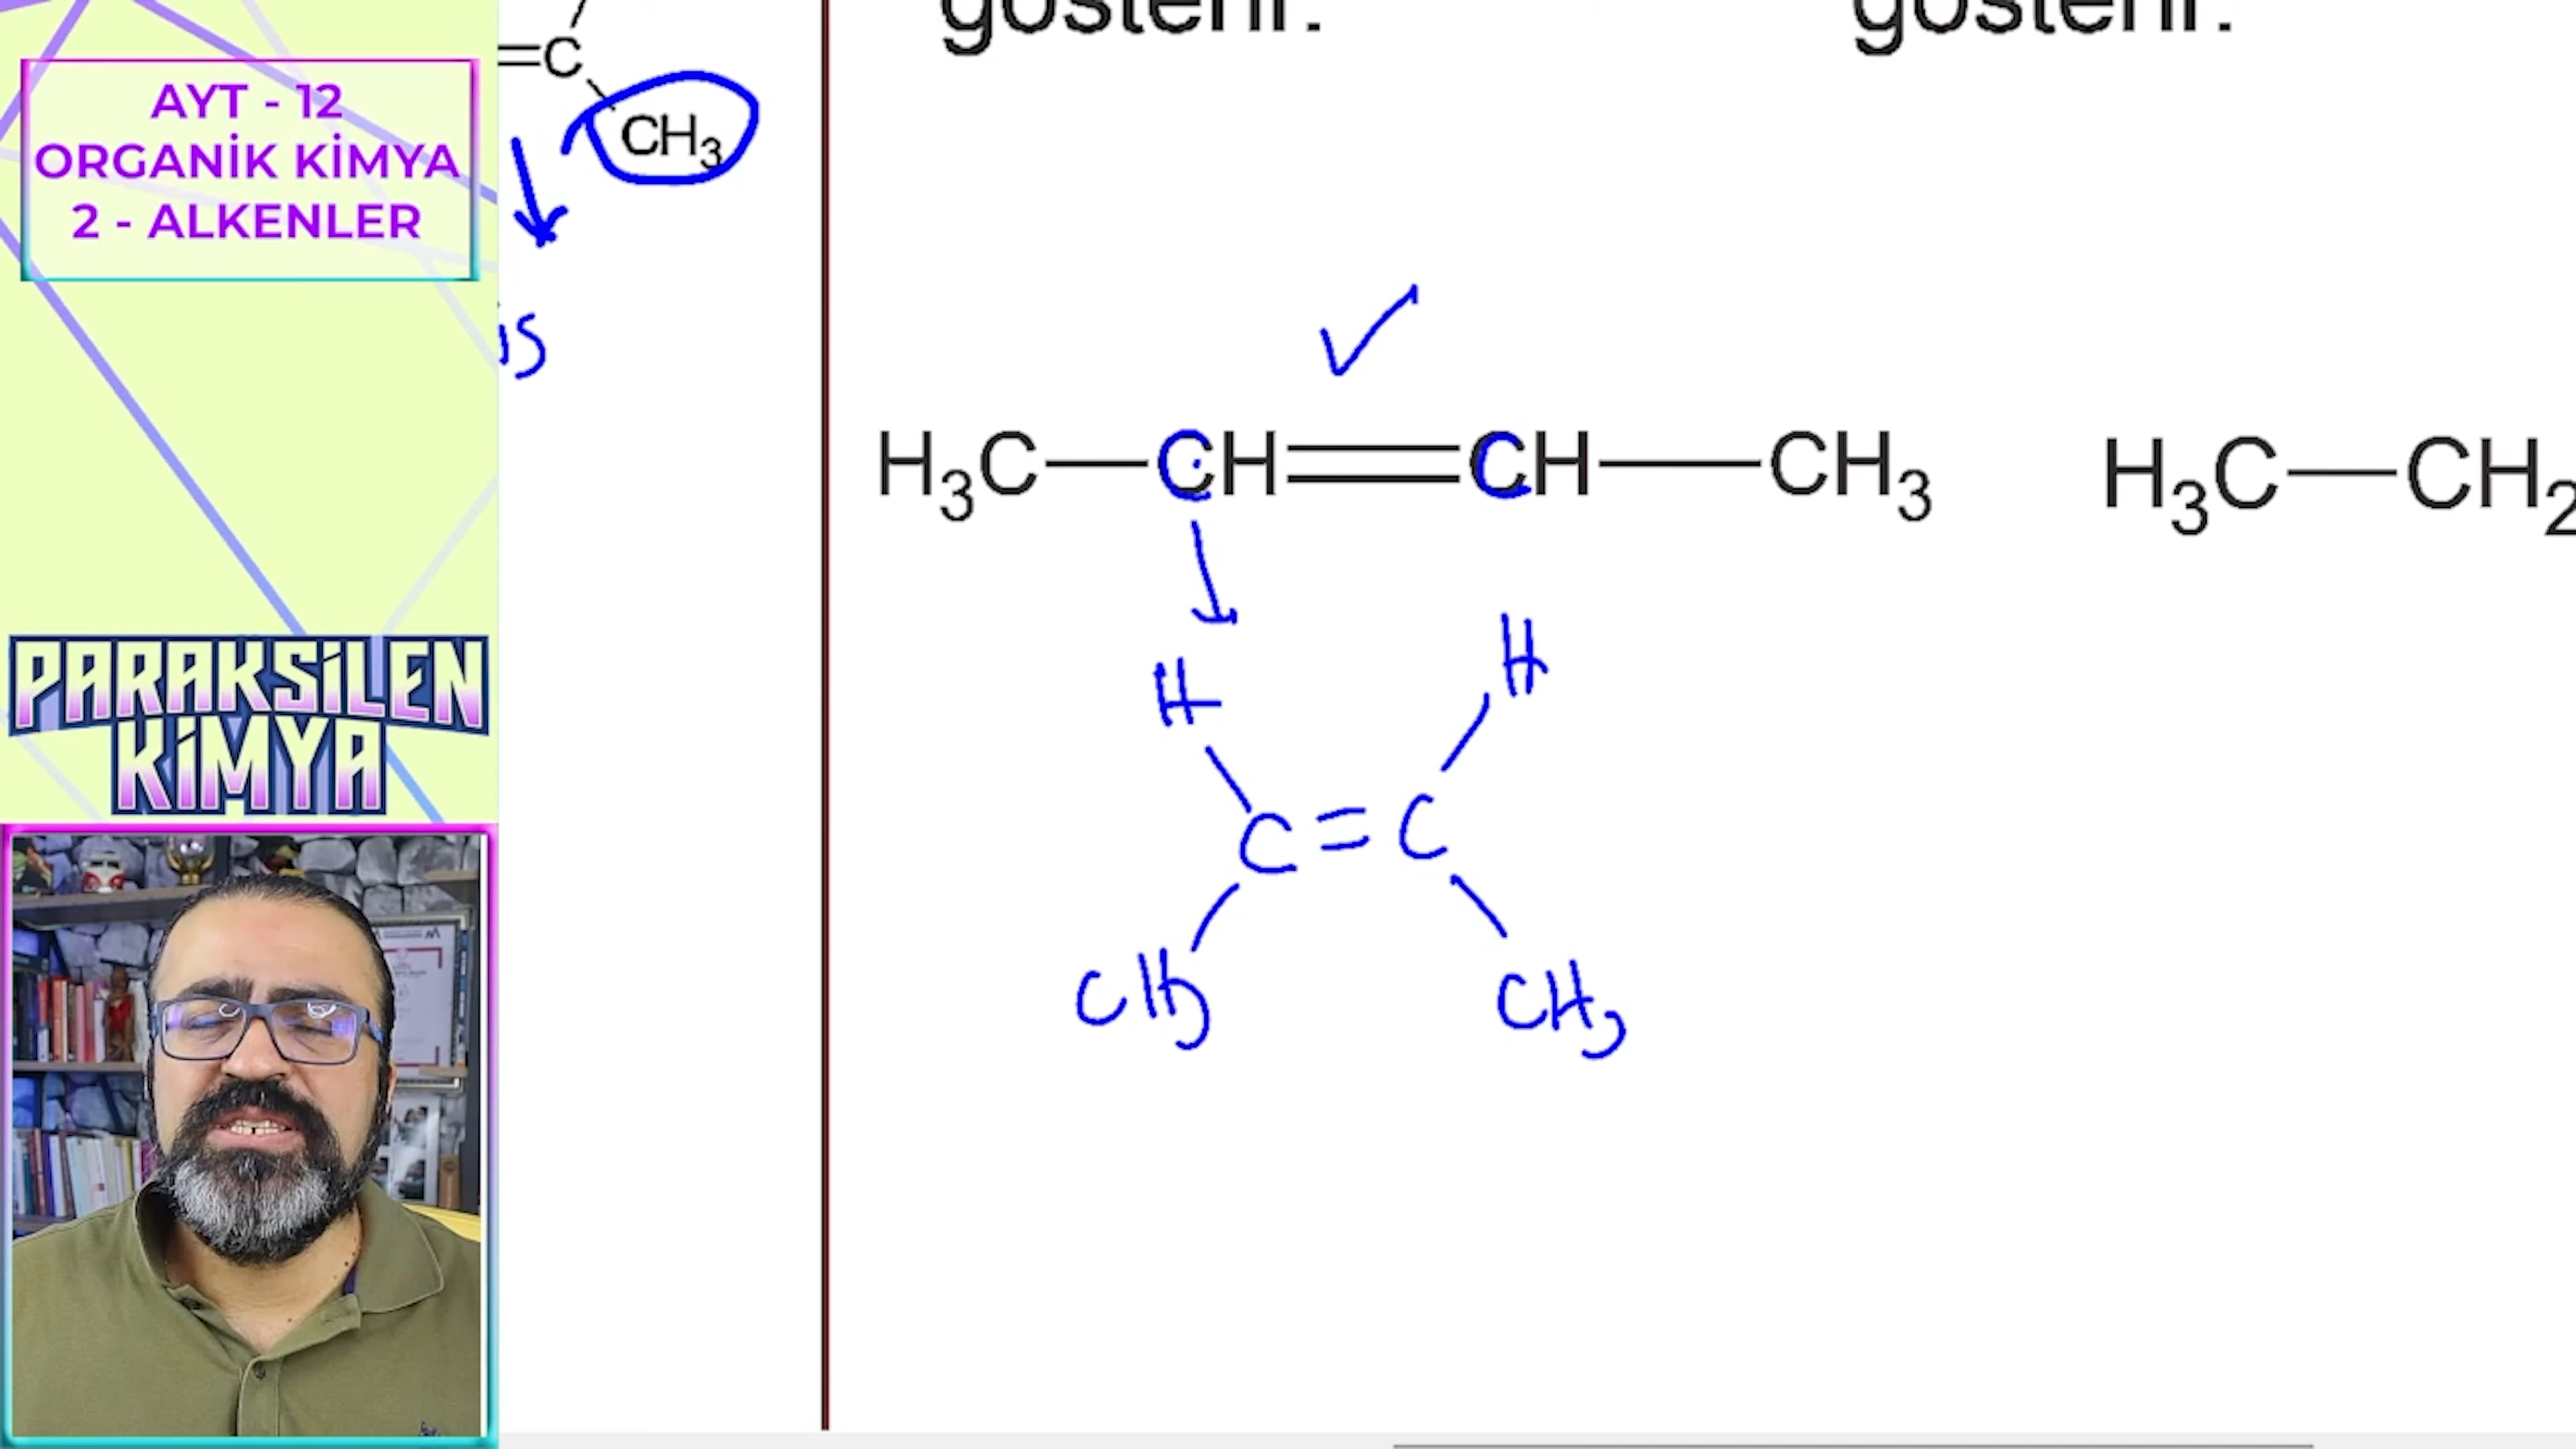 AYT - 12
ORGANİK KİMYA
2 - ALKENLER
PARAKSİLEN
KİMYA
=C
CH3
is
gösterir.
gösterir.
✓
H3C—CH=CH—CH3
H3C—CH2
H H
C=C
CH3 CH3